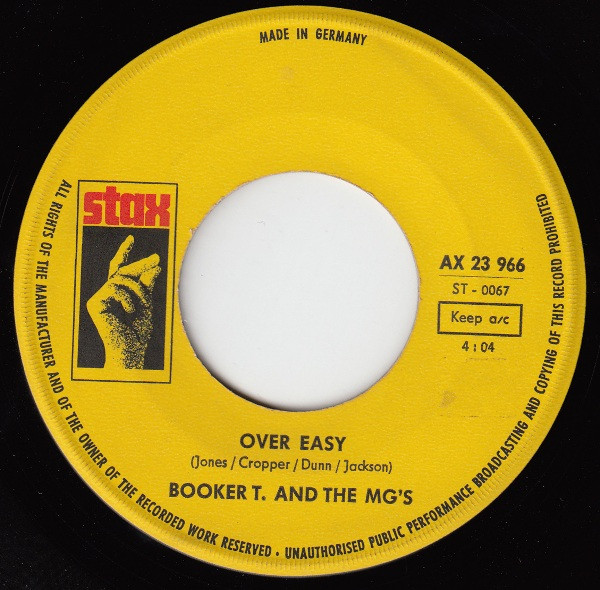 MADE IN GERMANY
stax
AX 23 966
ST - 0067
Keep a/c
4:04
OVER EASY
(Jones / Cropper / Dunn / Jackson)
BOOKER T. AND THE MG'S
ALL RIGHTS OF THE MANUFACTURER AND OF THE OWNER OF THE RECORDED WORK RESERVED · UNAUTHORISED PUBLIC PERFORMANCE BROADCASTING AND COPYING OF THIS RECORD PROHIBITED